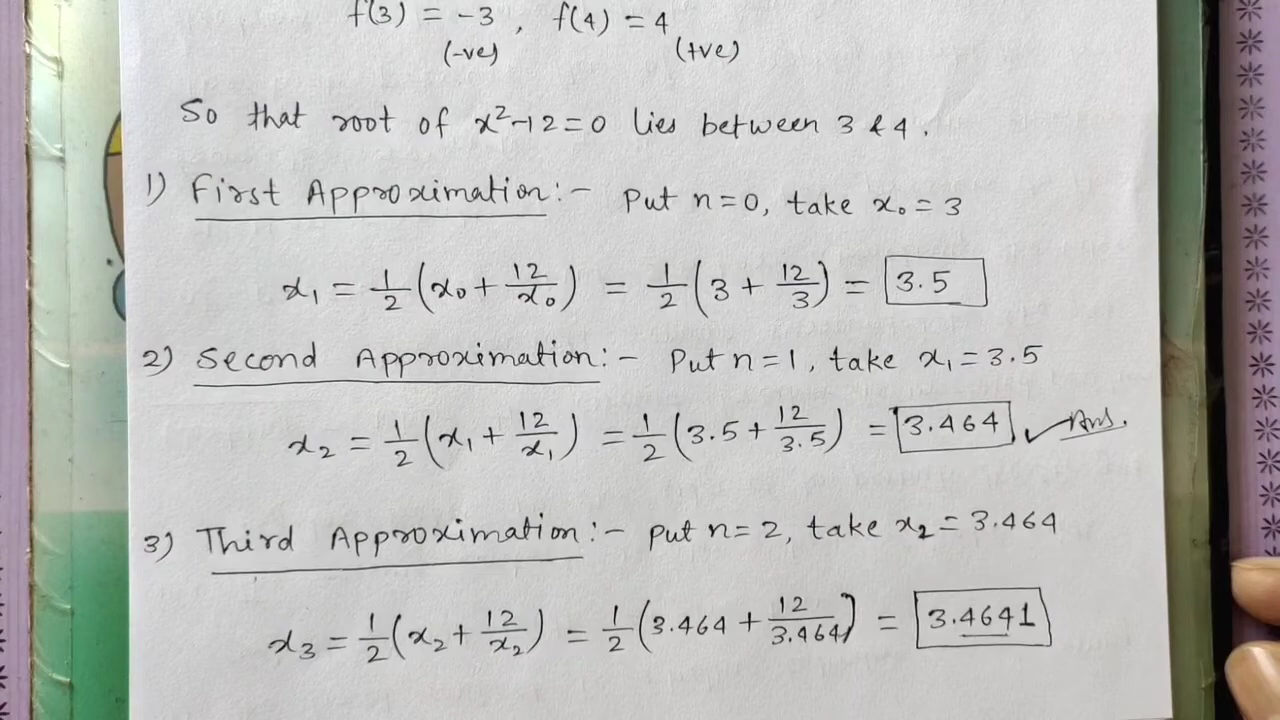 f(3) = -3 , f(4) = 4
(-ve) (+ve)
So that root of x²-12=0 lies between 3 & 4.
1) First Approximation:- Put n=0, take x₀ = 3
x₁ = 1/2 (x₀ + 12/x₀) = 1/2 (3 + 12/3) = 3.5
2) Second Approximation:- Put n=1, take x₁ = 3.5
x₂ = 1/2 (x₁ + 12/x₁) = 1/2 (3.5 + 12/3.5) = 3.464 ✓ Ans.
3) Third Approximation:- Put n=2, take x₂ = 3.464
x₃ = 1/2 (x₂ + 12/x₂) = 1/2 (3.464 + 12/3.464) = 3.4641